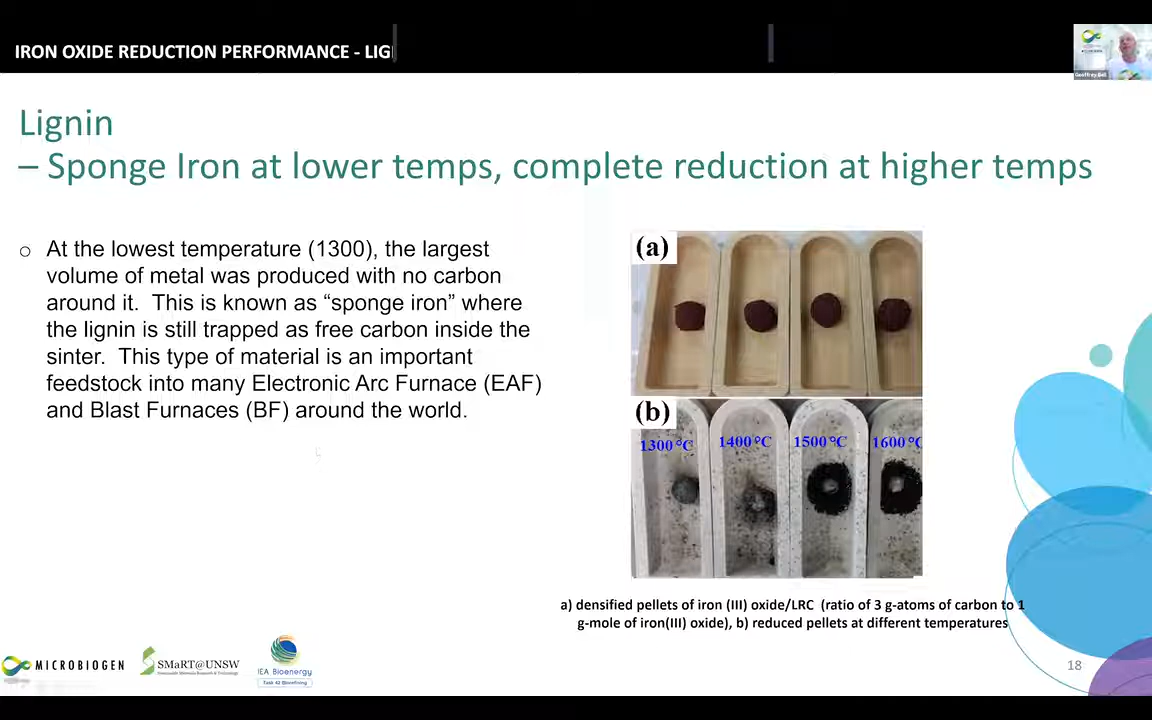 IRON OXIDE REDUCTION PERFORMANCE - LIG
Geoffrey Bell
Lignin
– Sponge Iron at lower temps, complete reduction at higher temps
o At the lowest temperature (1300), the largest
volume of metal was produced with no carbon
around it. This is known as “sponge iron” where
the lignin is still trapped as free carbon inside the
sinter. This type of material is an important
feedstock into many Electronic Arc Furnace (EAF)
and Blast Furnaces (BF) around the world.
(a)
(b)
1300°C 1400°C 1500°C 1600°C
a) densified pellets of iron (III) oxide/LRC (ratio of 3 g-atoms of carbon to 1
g-mole of iron(III) oxide), b) reduced pellets at different temperatures
MICROBIOGEN
SMaRT@UNSW
IEA Bioenergy
Task 42 Biorefining
18